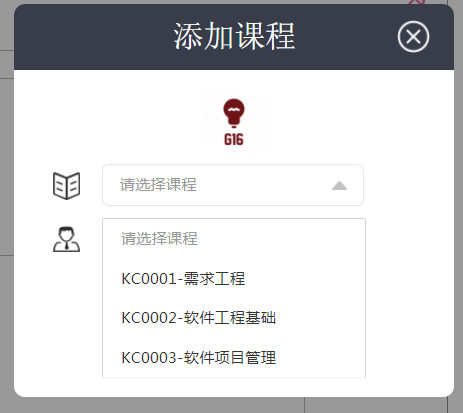 添加课程
G16
请选择课程
请选择课程
KC0001-需求工程
KC0002-软件工程基础
KC0003-软件项目管理